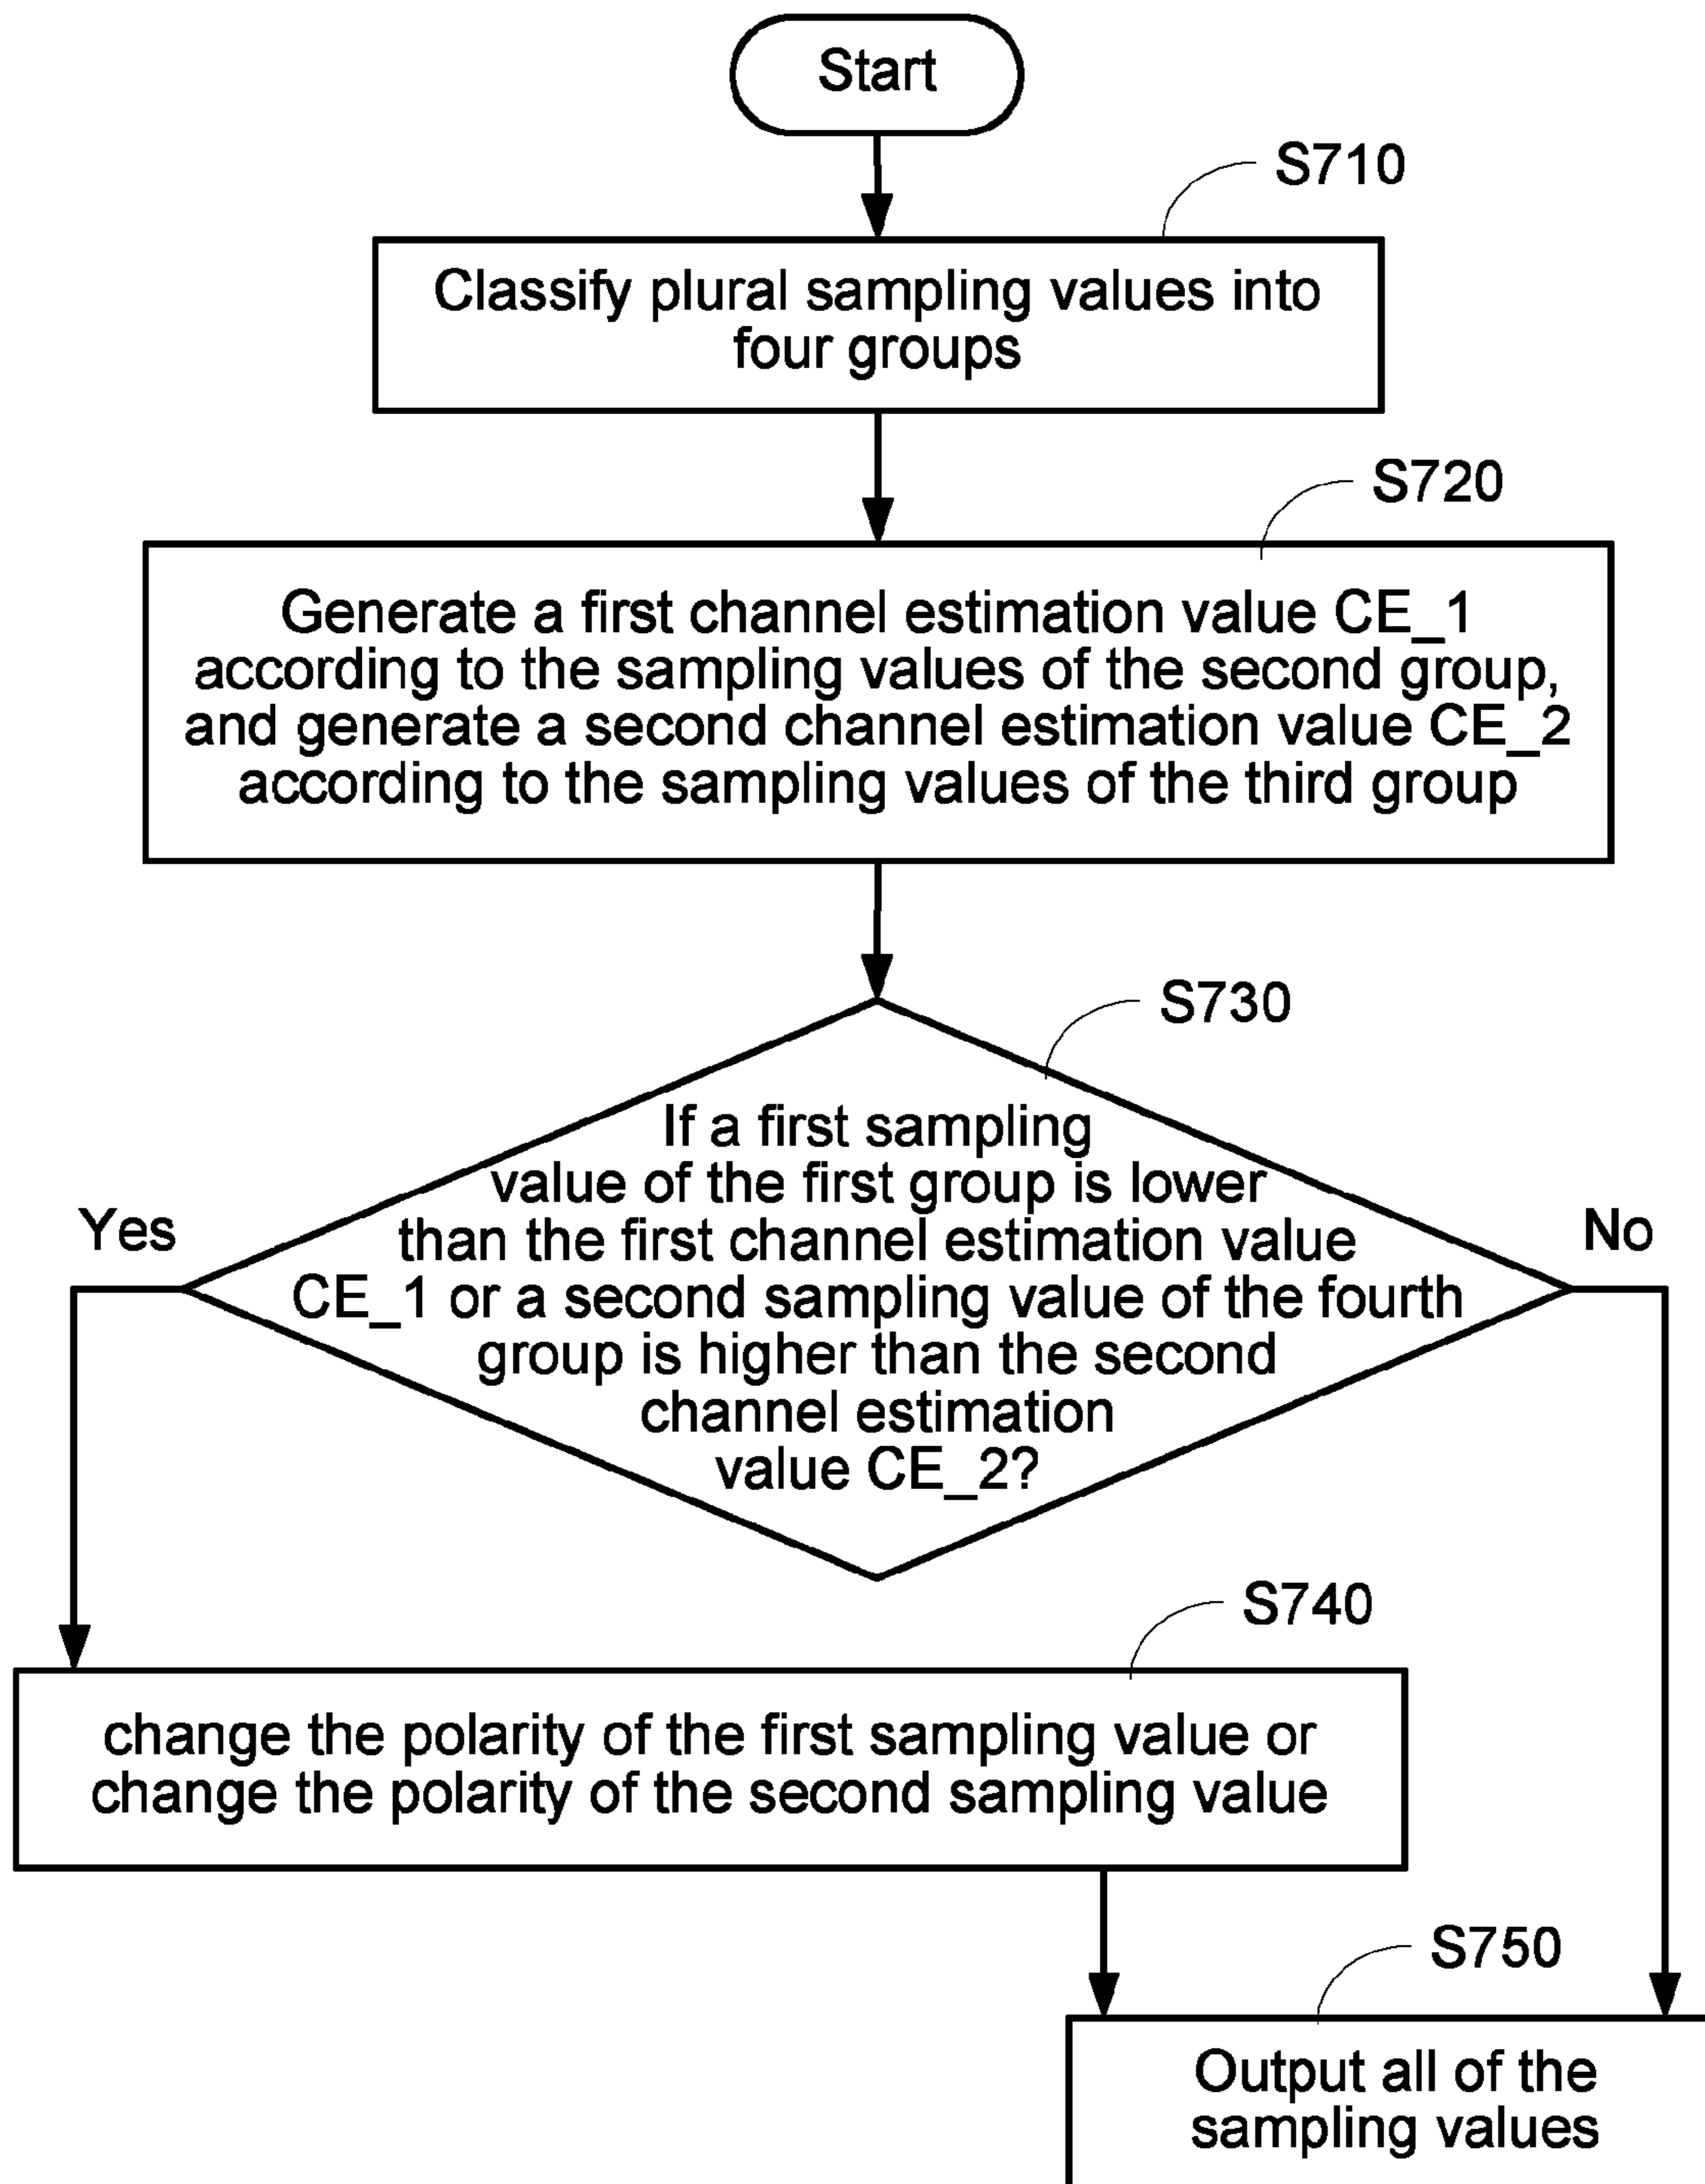 Start
S710
Classify plural sampling values into
four groups
S720
Generate a first channel estimation value CE_1
according to the sampling values of the second group,
and generate a second channel estimation value CE_2
according to the sampling values of the third group
S730
If a first sampling
value of the first group is lower
than the first channel estimation value
CE_1 or a second sampling value of the fourth
group is higher than the second
channel estimation
value CE_2?
Yes
No
S740
change the polarity of the first sampling value or
change the polarity of the second sampling value
S750
Output all of the
sampling values